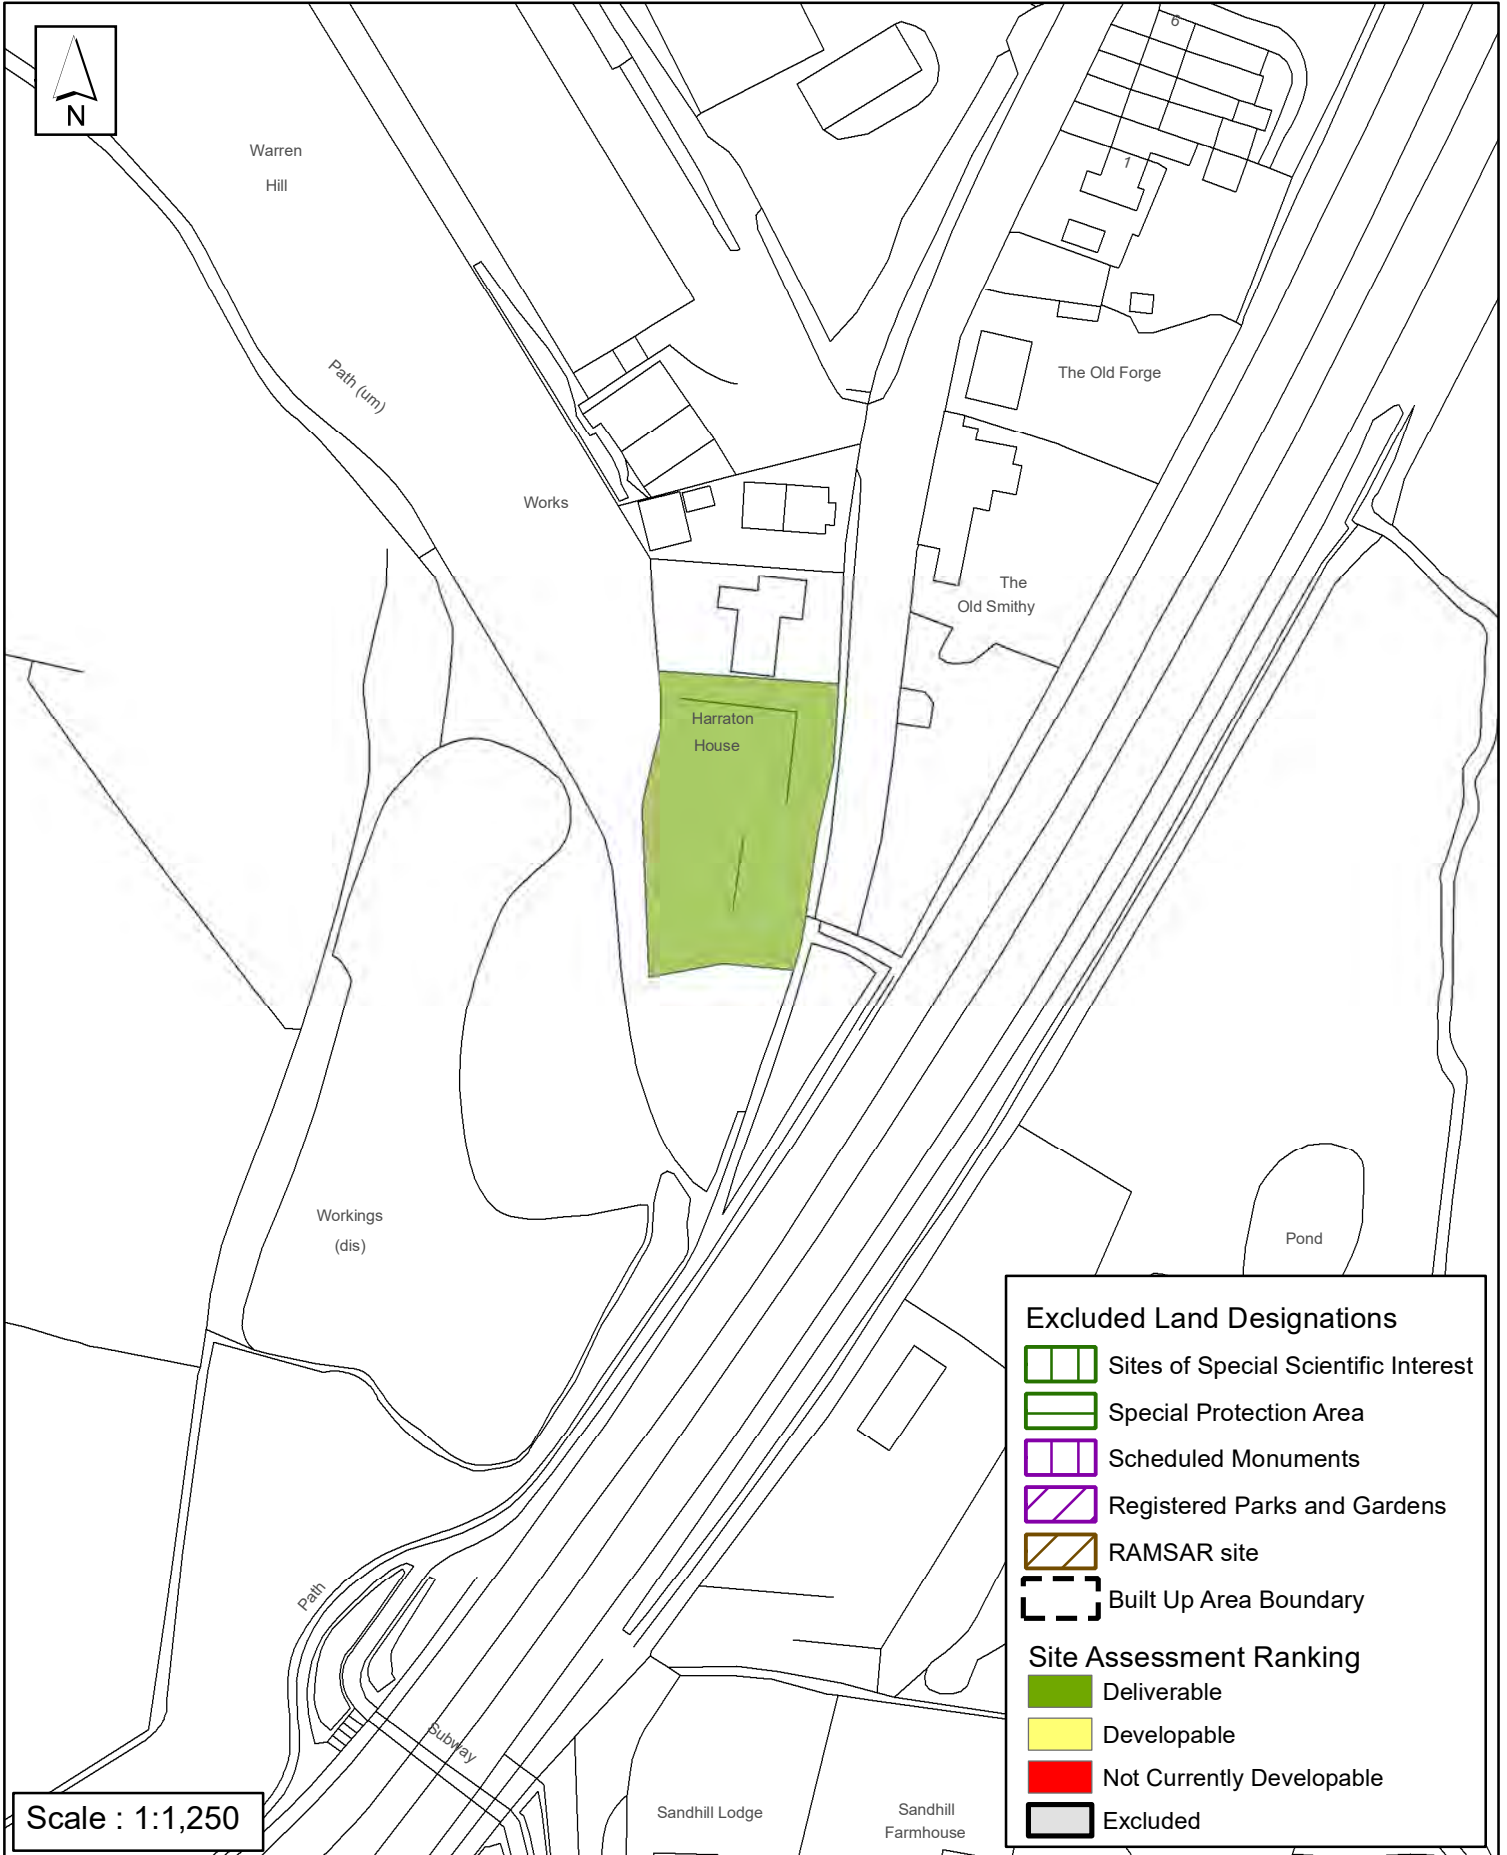 6
N
Warren
Hill
1
Path (um)
The Old Forge
Works
The
Old Smithy
Harraton
House
Workings
(dis)
Pond
Path
Subway
Sandhill Lodge
Sandhill
Farmhouse
Scale : 1:1,250
Excluded Land Designations
Sites of Special Scientific Interest
Special Protection Area
Scheduled Monuments
Registered Parks and Gardens
RAMSAR site
Built Up Area Boundary
Site Assessment Ranking
Deliverable
Developable
Not Currently Developable
Excluded